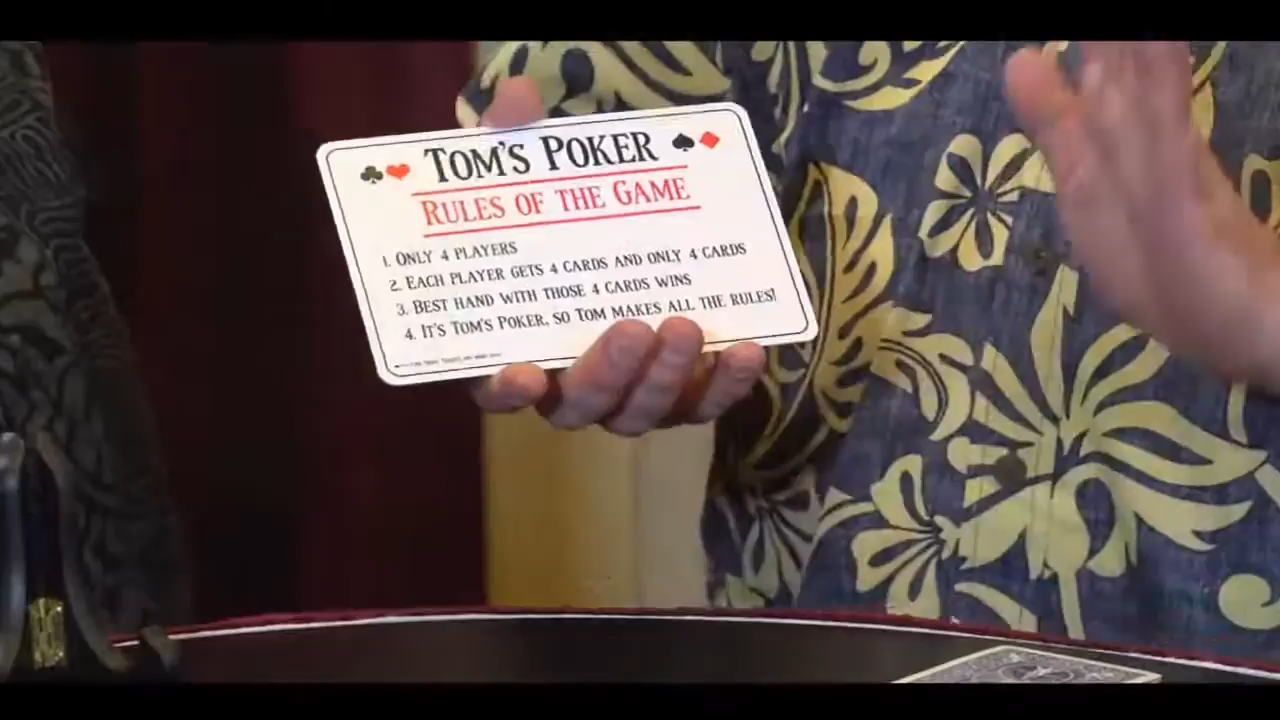 TOM'S POKER
RULES OF THE GAME
1. ONLY 4 PLAYERS
2. EACH PLAYER GETS 4 CARDS AND ONLY 4 CARDS
3. BEST HAND WITH THOSE 4 CARDS WINS
4. IT'S TOM'S POKER, SO TOM MAKES ALL THE RULES!